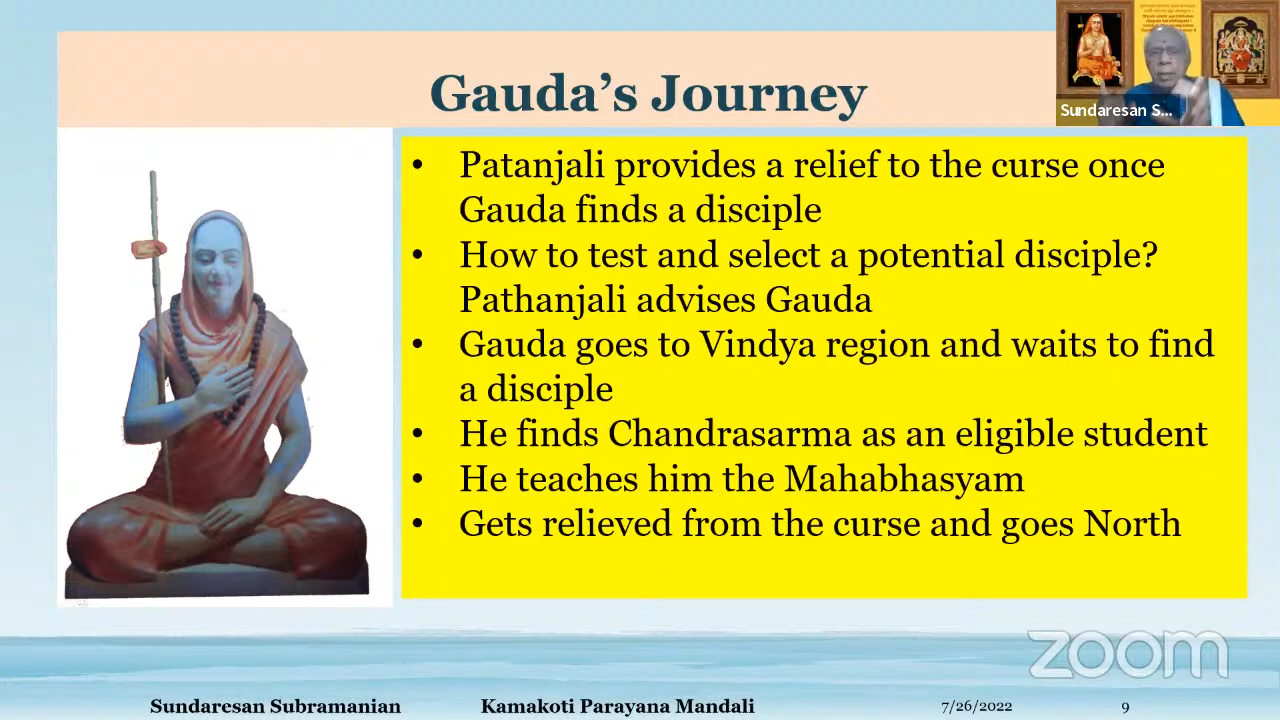 Gauda's Journey
Sundaresan S...
• Patanjali provides a relief to the curse once
Gauda finds a disciple
• How to test and select a potential disciple?
Pathanjali advises Gauda
• Gauda goes to Vindya region and waits to find
a disciple
• He finds Chandrasarma as an eligible student
• He teaches him the Mahabhasyam
• Gets relieved from the curse and goes North
zoom
Sundaresan Subramanian Kamakoti Parayana Mandali 7/26/2022 9